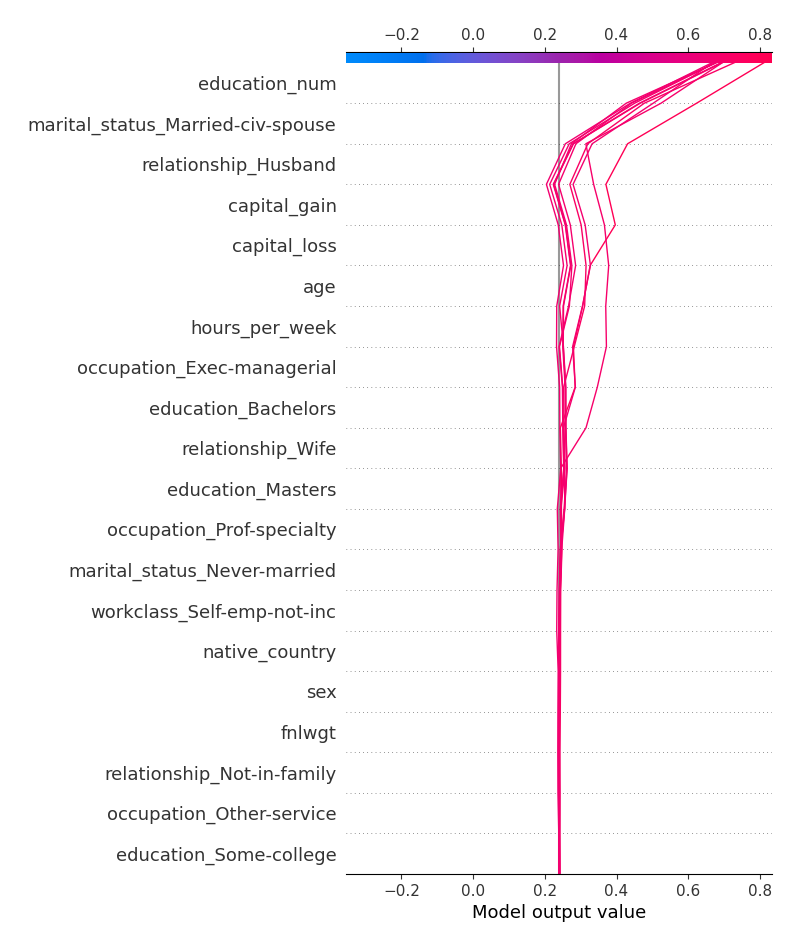 −0.2 0.0 0.2 0.4 0.6 0.8
education_num
marital_status_Married-civ-spouse
relationship_Husband
capital_gain
capital_loss
age
hours_per_week
occupation_Exec-managerial
education_Bachelors
relationship_Wife
education_Masters
occupation_Prof-specialty
marital_status_Never-married
workclass_Self-emp-not-inc
native_country
sex
fnlwgt
relationship_Not-in-family
occupation_Other-service
education_Some-college
−0.2 0.0 0.2 0.4 0.6 0.8
Model output value